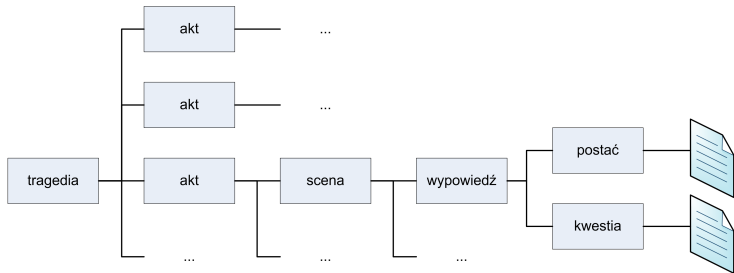 akt ...
akt ...
postać
tragedia akt scena wypowiedź
kwestia
... ... ...